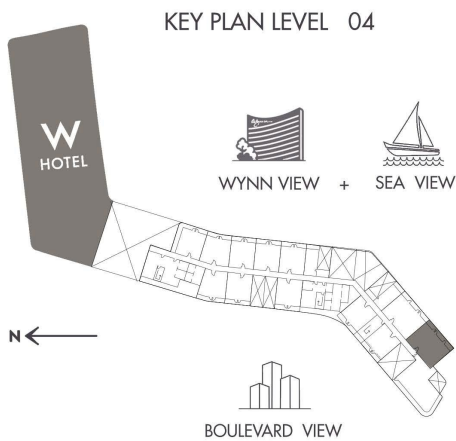 KEY PLAN LEVEL 04
W
HOTEL
WYNN VIEW + SEA VIEW
N
BOULEVARD VIEW